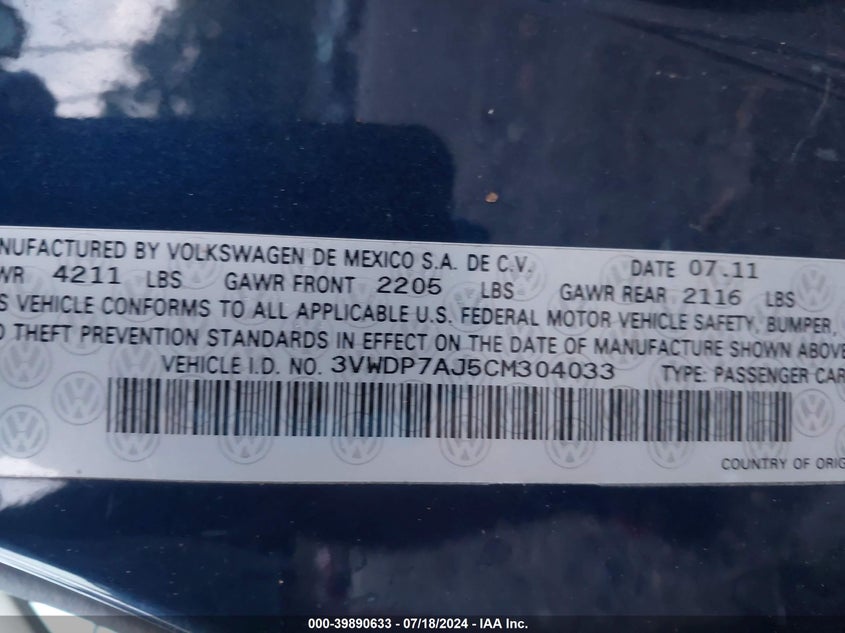 NUFACTURED BY VOLKSWAGEN DE MEXICO S.A. DE C.V. DATE 07.11
WR 4211 LBS GAWR FRONT 2205 LBS GAWR REAR 2116 LBS
S VEHICLE CONFORMS TO ALL APPLICABLE U.S. FEDERAL MOTOR VEHICLE SAFETY, BUMPER,
D THEFT PREVENTION STANDARDS IN EFFECT ON THE DATE OF MANUFACTURE SHOWN ABOVE
VEHICLE I.D. NO. 3VWDP7AJ5CM304033 TYPE: PASSENGER CAR
COUNTRY OF ORIG
000-39890633 - 07/18/2024 - IAA Inc.